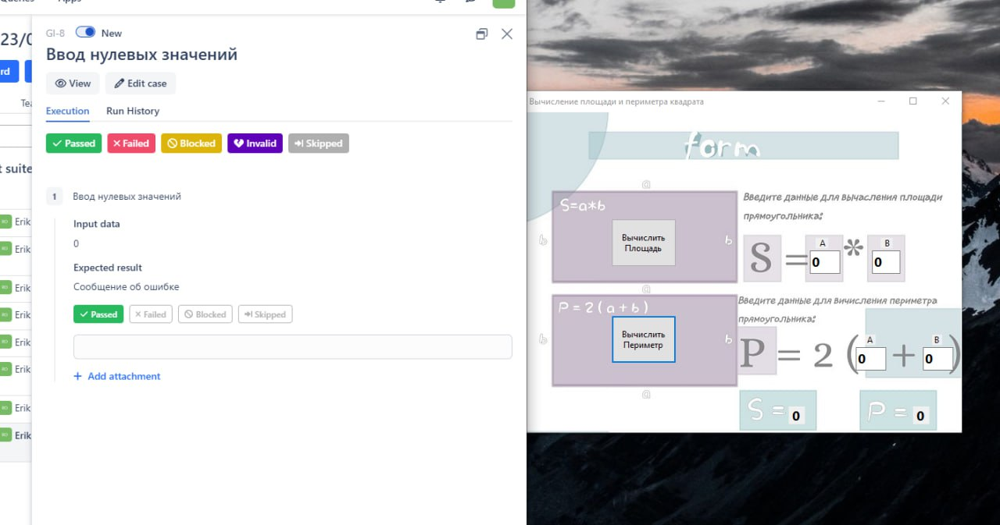 Queries Apps
23/0
rd
Tea
t suite
Erik
Erik
Erik
Erik
Erik
Erik
Erik
Erik
GI-8 New
Ввод нулевых значений
View Edit case
Execution Run History
Passed Failed Blocked Invalid Skipped
1 Ввод нулевых значений
Input data
0
Expected result
Сообщение об ошибке
Passed Failed Blocked Skipped
+ Add attachment
Вычисление площади и периметра квадрата
form
a
S=a*b
b
Вычислить
Площадь
b
a
Введите данные для вычисления площади
прямоугольника:
S = A 0 * B 0
P = 2 ( a + b )
b
Вычислить
Периметр
b
a
Введите данные для вичисления периметра
прямоугольника:
P = 2 ( A 0 + B 0 )
S = 0
P = 0